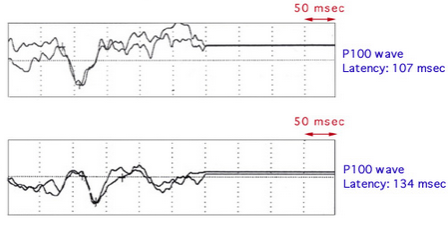 50 msec
P100 wave
Latency: 107 msec
50 msec
P100 wave
Latency: 134 msec